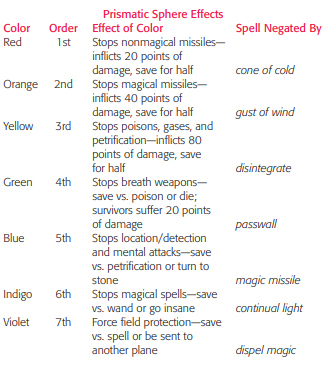 Prismatic Sphere Effects
Color Order Effect of Color Spell Negated By
Red 1st Stops nonmagical missiles—
inflicts 20 points of
damage, save for half cone of cold
Orange 2nd Stops magical missiles—
inflicts 40 points of
damage, save for half gust of wind
Yellow 3rd Stops poisons, gases, and
petrification—inflicts 80
points of damage, save
for half disintegrate
Green 4th Stops breath weapons—
save vs. poison or die;
survivors suffer 20 points
of damage passwall
Blue 5th Stops location/detection
and mental attacks—save
vs. petrification or turn to
stone magic missile
Indigo 6th Stops magical spells—save
vs. wand or go insane continual light
Violet 7th Force field protection—save
vs. spell or be sent to
another plane dispel magic